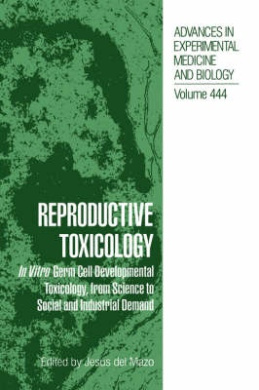 ADVANCES IN
EXPERIMENTAL
MEDICINE
AND BIOLOGY
Volume 444
REPRODUCTIVE
TOXICOLOGY
In Vitro Germ Cell Developmental
Toxicology, from Science to
Social and Industrial Demand
Edited by Jesús del Mazo